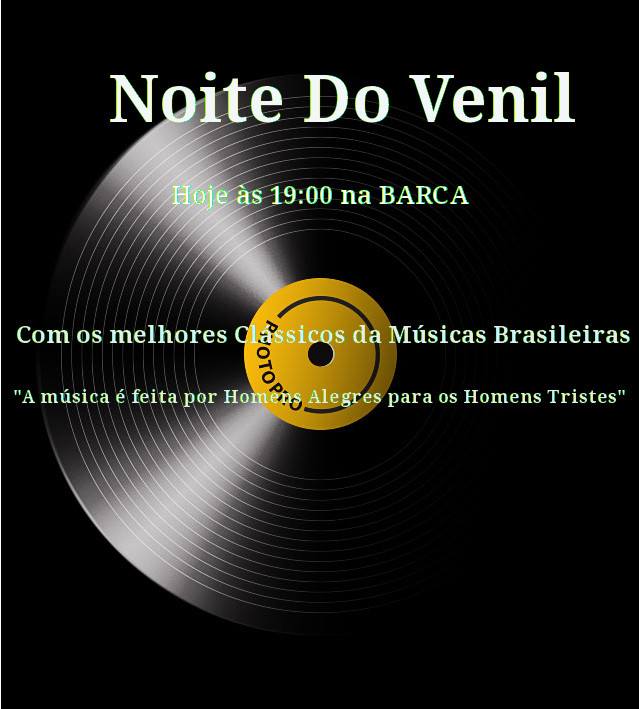 Noite Do Venil
Hoje às 19:00 na BARCA
Com os melhores Clássicos da Músicas Brasileiras
"A música é feita por Homens Alegres para os Homens Tristes"